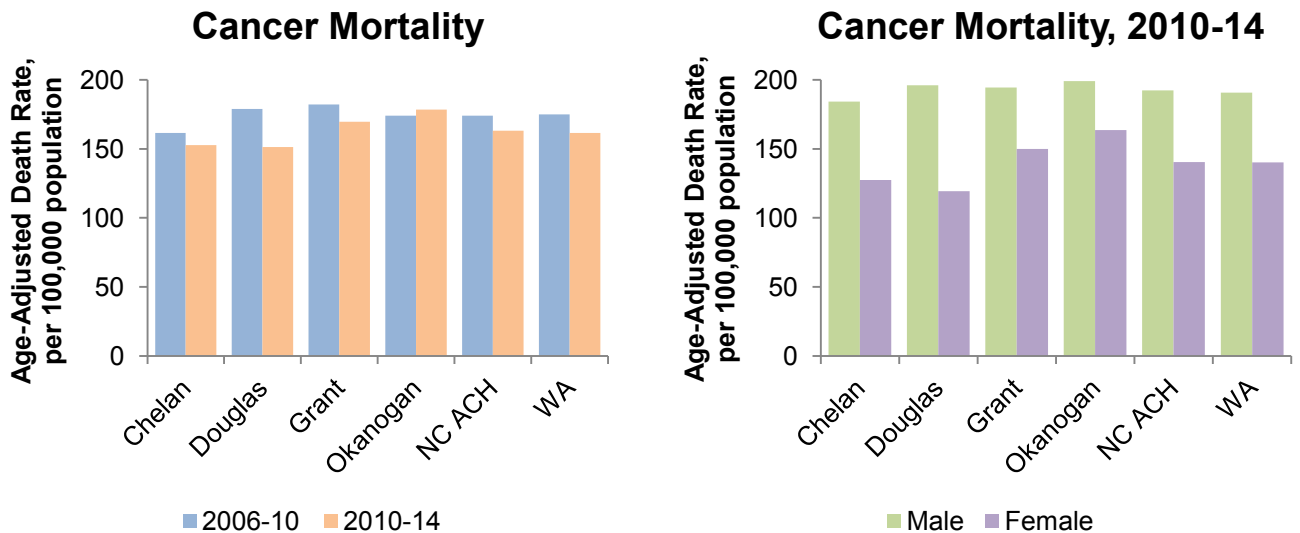 Cancer Mortality
Age-Adjusted Death Rate,
per 100,000 population
200
150
100
50
0
Chelan
Douglas
Grant
Okanogan
NC ACH
WA
2006-10
2010-14
Cancer Mortality, 2010-14
Age-Adjusted Death Rate,
per 100,000 population
200
150
100
50
0
Chelan
Douglas
Grant
Okanogan
NC ACH
WA
Male
Female